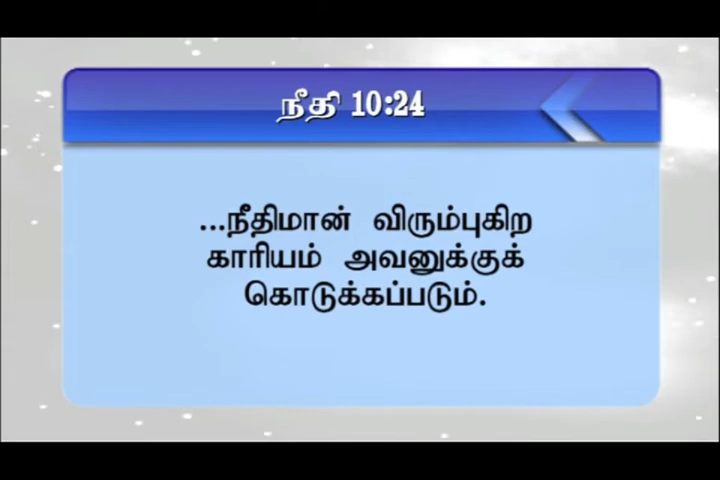 நீதி 10:24
...நீதிமான் விரும்புகிற
காரியம் அவனுக்குக்
கொடுக்கப்படும்.